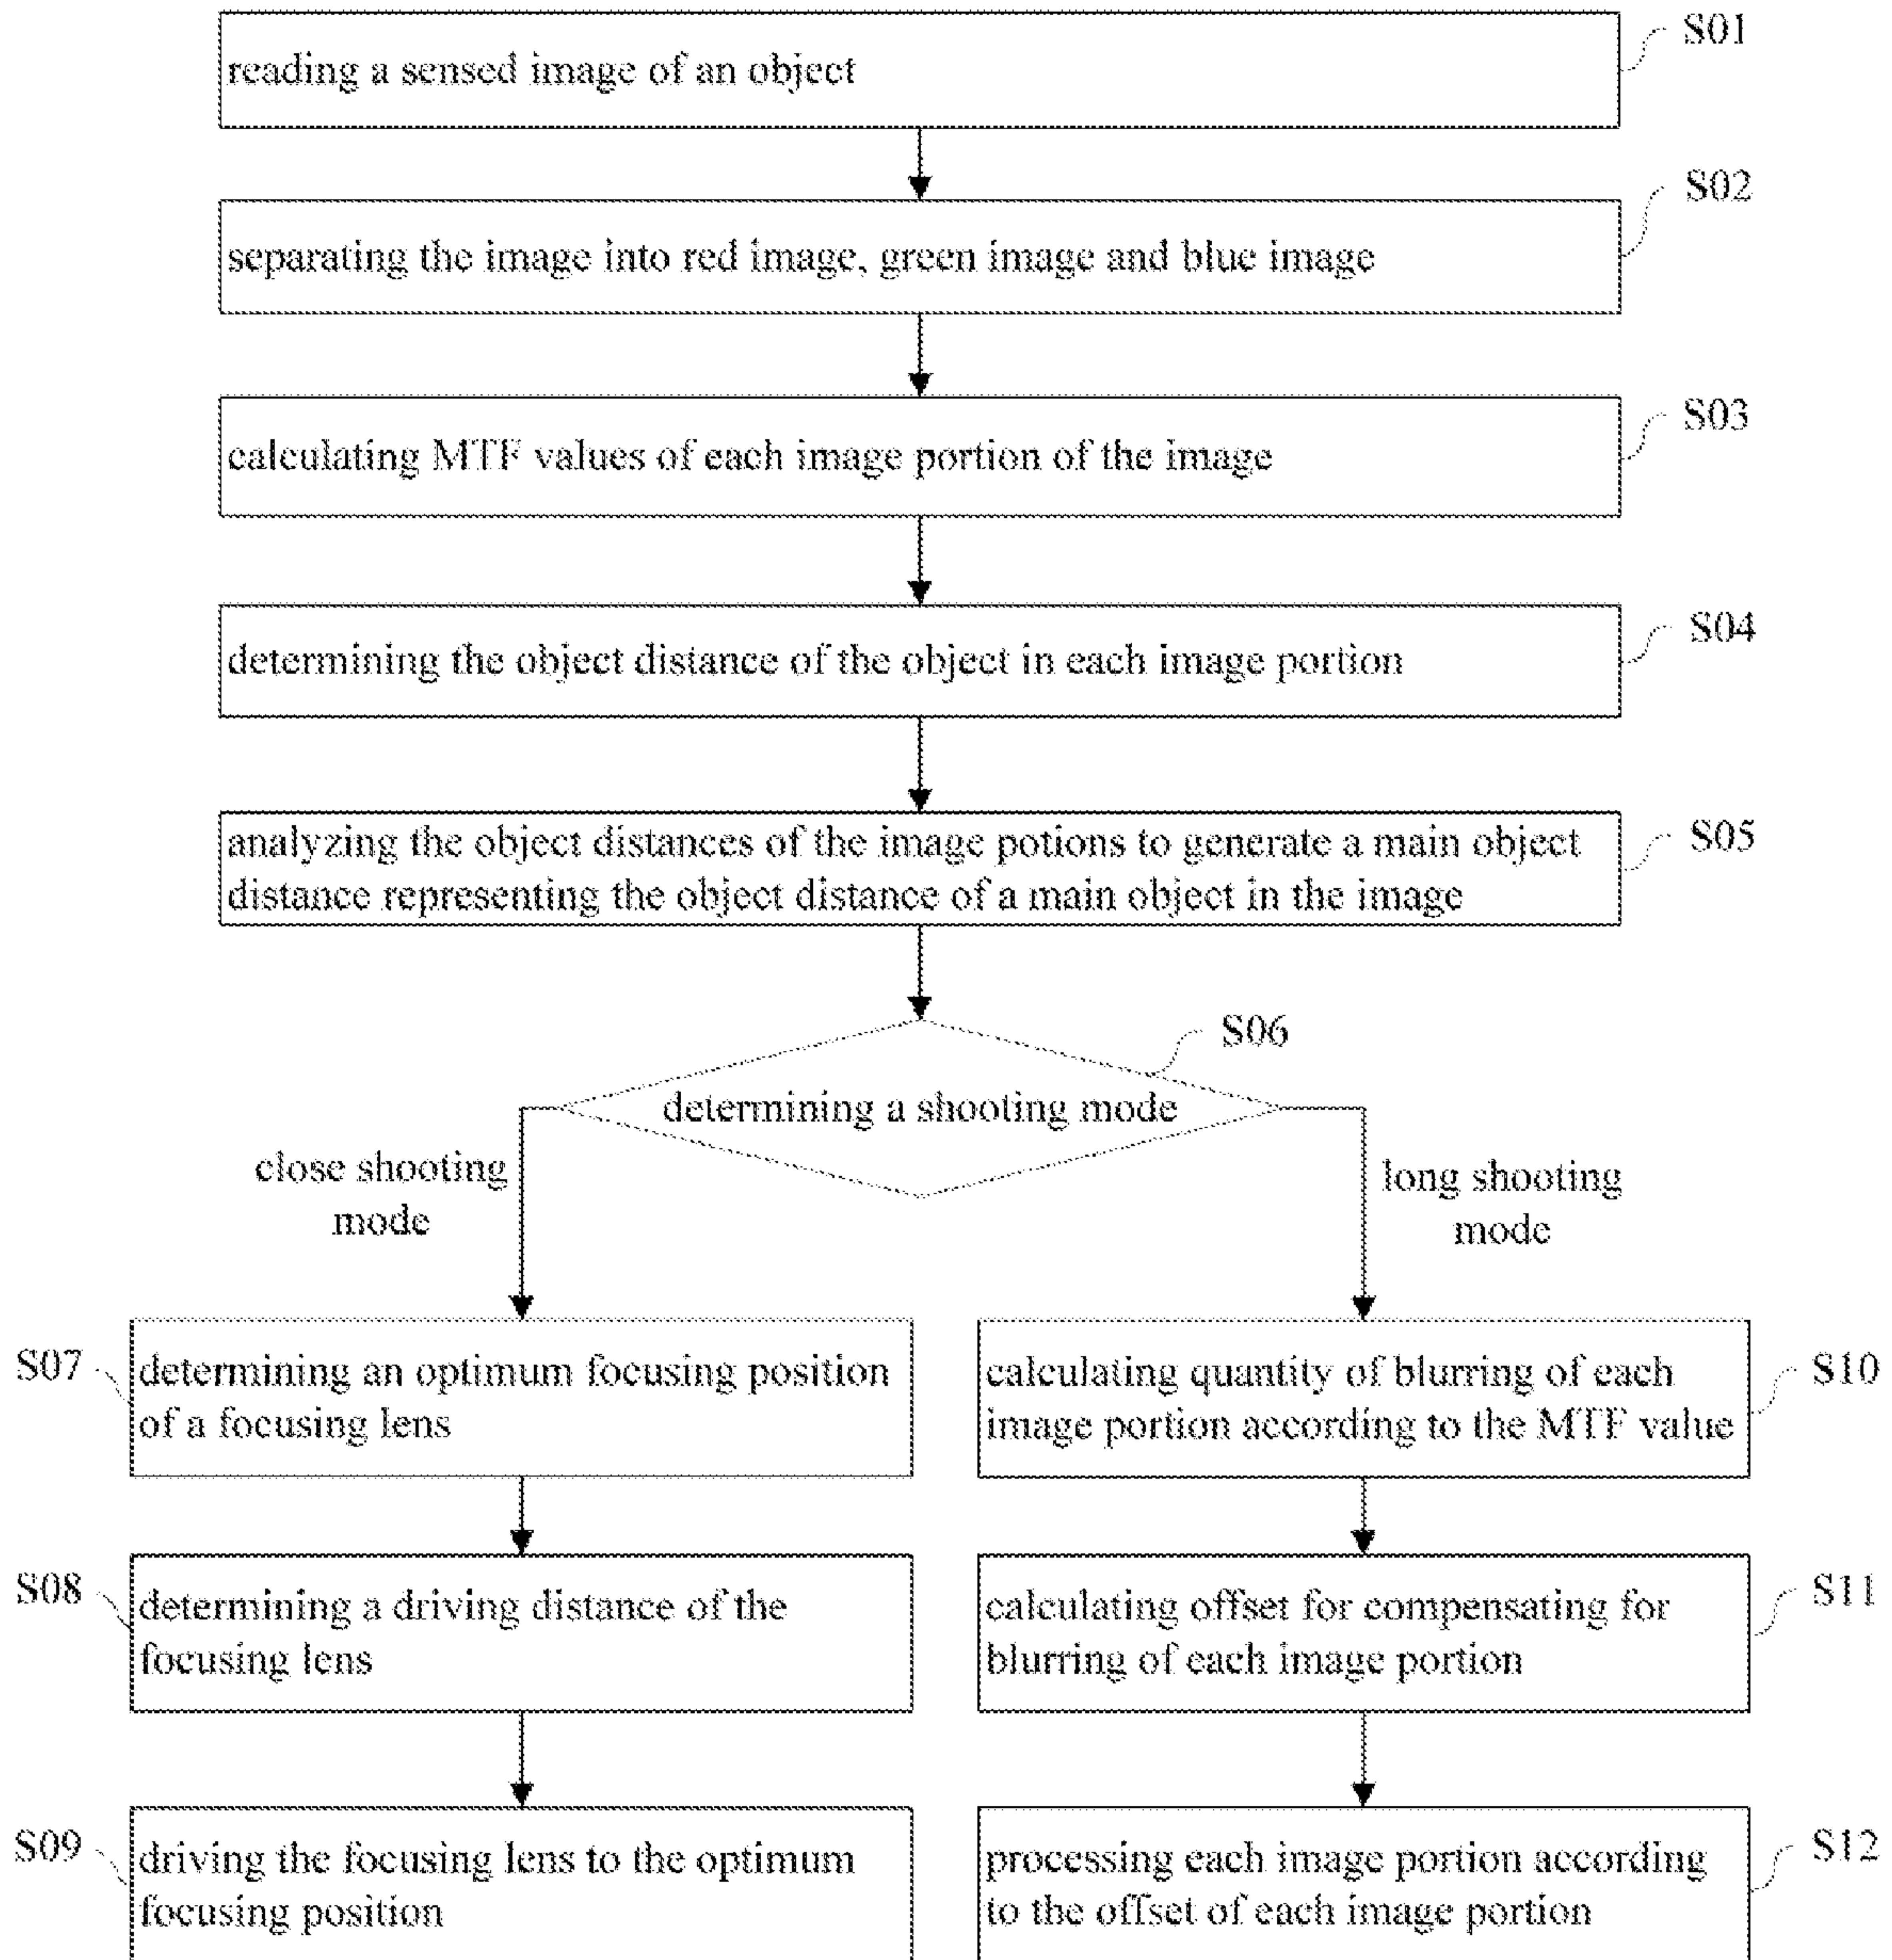 reading a sensed image of an object
S01
separating the image into red image, green image and blue image
S02
calculating MTF values of each image portion of the image
S03
determining the object distance of the object in each image portion
S04
analyzing the object distances of the image potions to generate a main object
distance representing the object distance of a main object in the image
S05
determining a shooting mode
S06
close shooting
mode
long shooting
mode
S07
determining an optimum focusing position
of a focusing lens
calculating quantity of blurring of each
image portion according to the MTF value
S10
S08
determining a driving distance of the
focusing lens
calculating offset for compensating for
blurring of each image portion
S11
S09
driving the focusing lens to the optimum
focusing position
processing each image portion according
to the offset of each image portion
S12